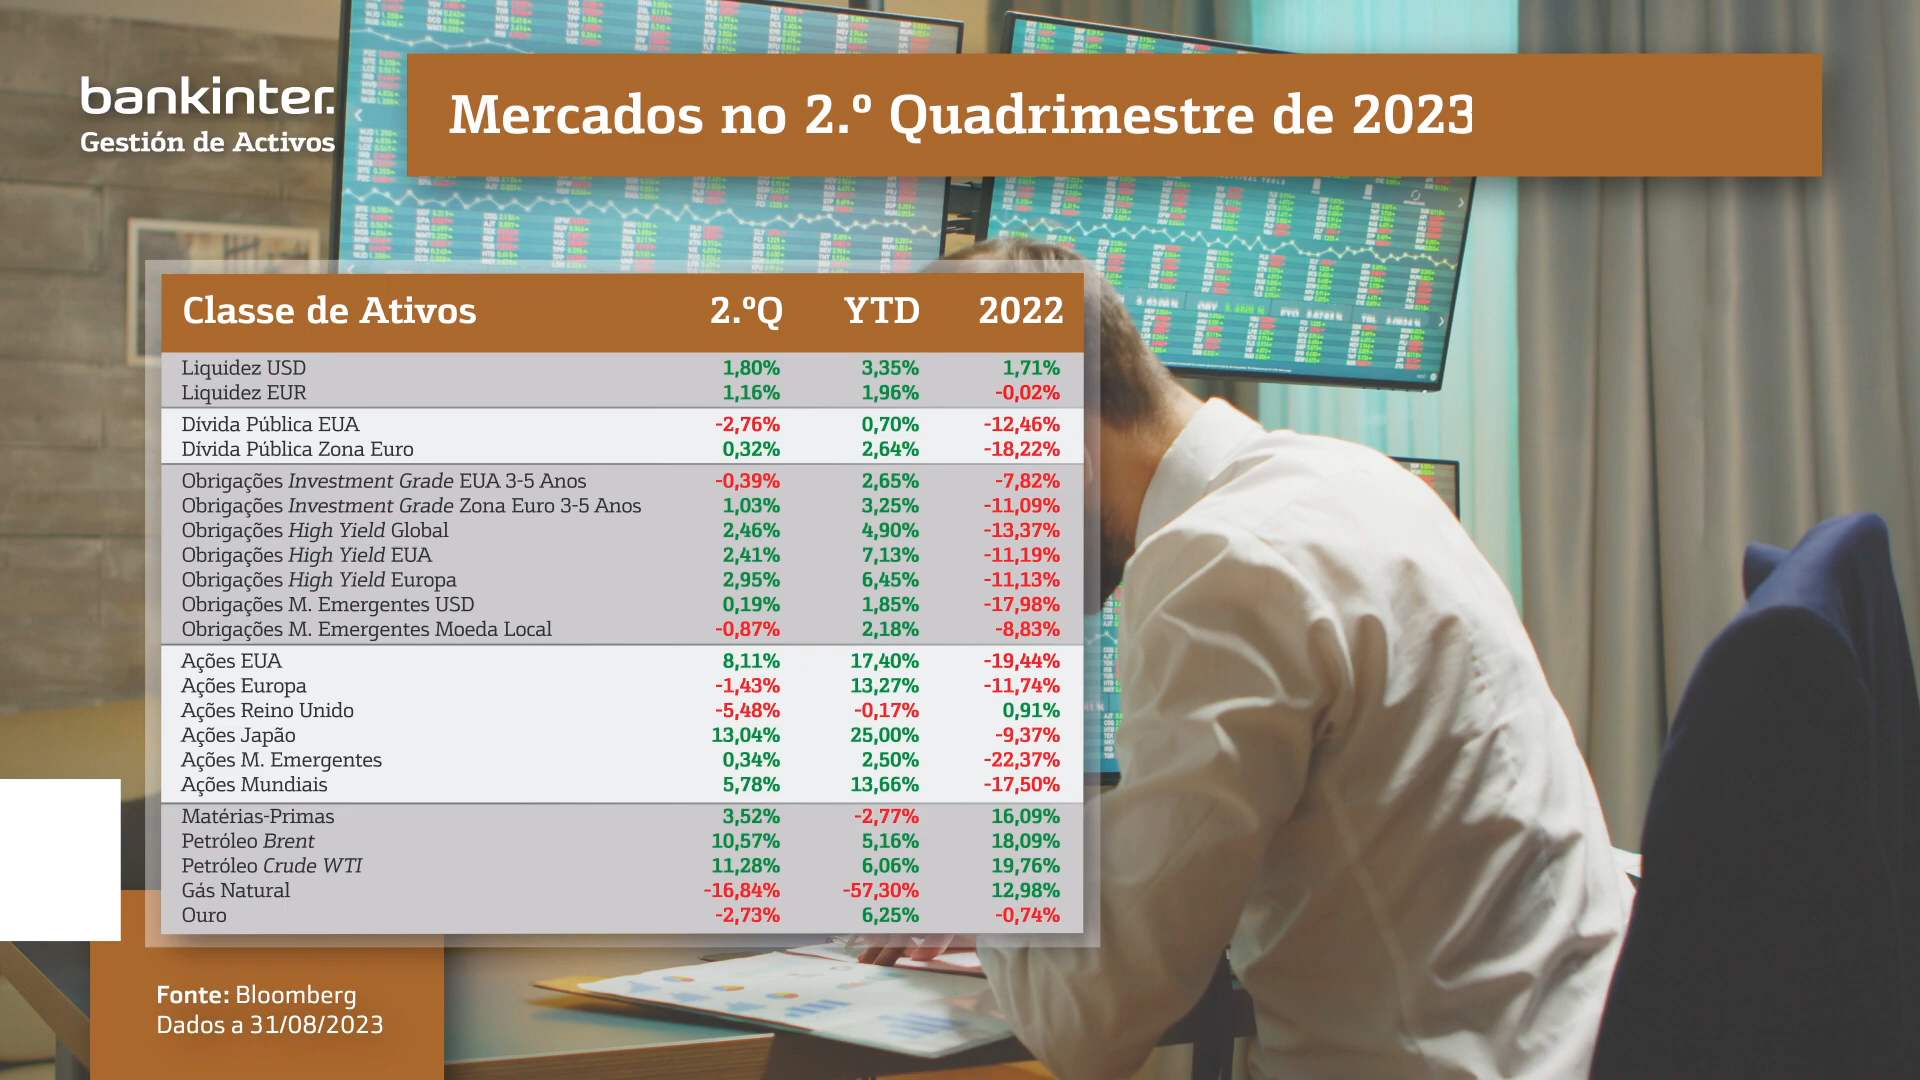 bankinter.
Gestión de Activos
Mercados no 2.º Quadrimestre de 2023
Classe de Ativos 2.ºQ YTD 2022
Liquidez USD 1,80% 3,35% 1,71%
Liquidez EUR 1,16% 1,96% -0,02%
Dívida Pública EUA -2,76% 0,70% -12,46%
Dívida Pública Zona Euro 0,32% 2,64% -18,22%
Obrigações Investment Grade EUA 3-5 Anos -0,39% 2,65% -7,82%
Obrigações Investment Grade Zona Euro 3-5 Anos 1,03% 3,25% -11,09%
Obrigações High Yield Global 2,46% 4,90% -13,37%
Obrigações High Yield EUA 2,41% 7,13% -11,19%
Obrigações High Yield Europa 2,95% 6,45% -11,13%
Obrigações M. Emergentes USD 0,19% 1,85% -17,98%
Obrigações M. Emergentes Moeda Local -0,87% 2,18% -8,83%
Ações EUA 8,11% 17,40% -19,44%
Ações Europa -1,43% 13,27% -11,74%
Ações Reino Unido -5,48% -0,17% 0,91%
Ações Japão 13,04% 25,00% -9,37%
Ações M. Emergentes 0,34% 2,50% -22,37%
Ações Mundiais 5,78% 13,66% -17,50%
Matérias-Primas 3,52% -2,77% 16,09%
Petróleo Brent 10,57% 5,16% 18,09%
Petróleo Crude WTI 11,28% 6,06% 19,76%
Gás Natural -16,84% -57,30% 12,98%
Ouro -2,73% 6,25% -0,74%
Fonte: Bloomberg
Dados a 31/08/2023